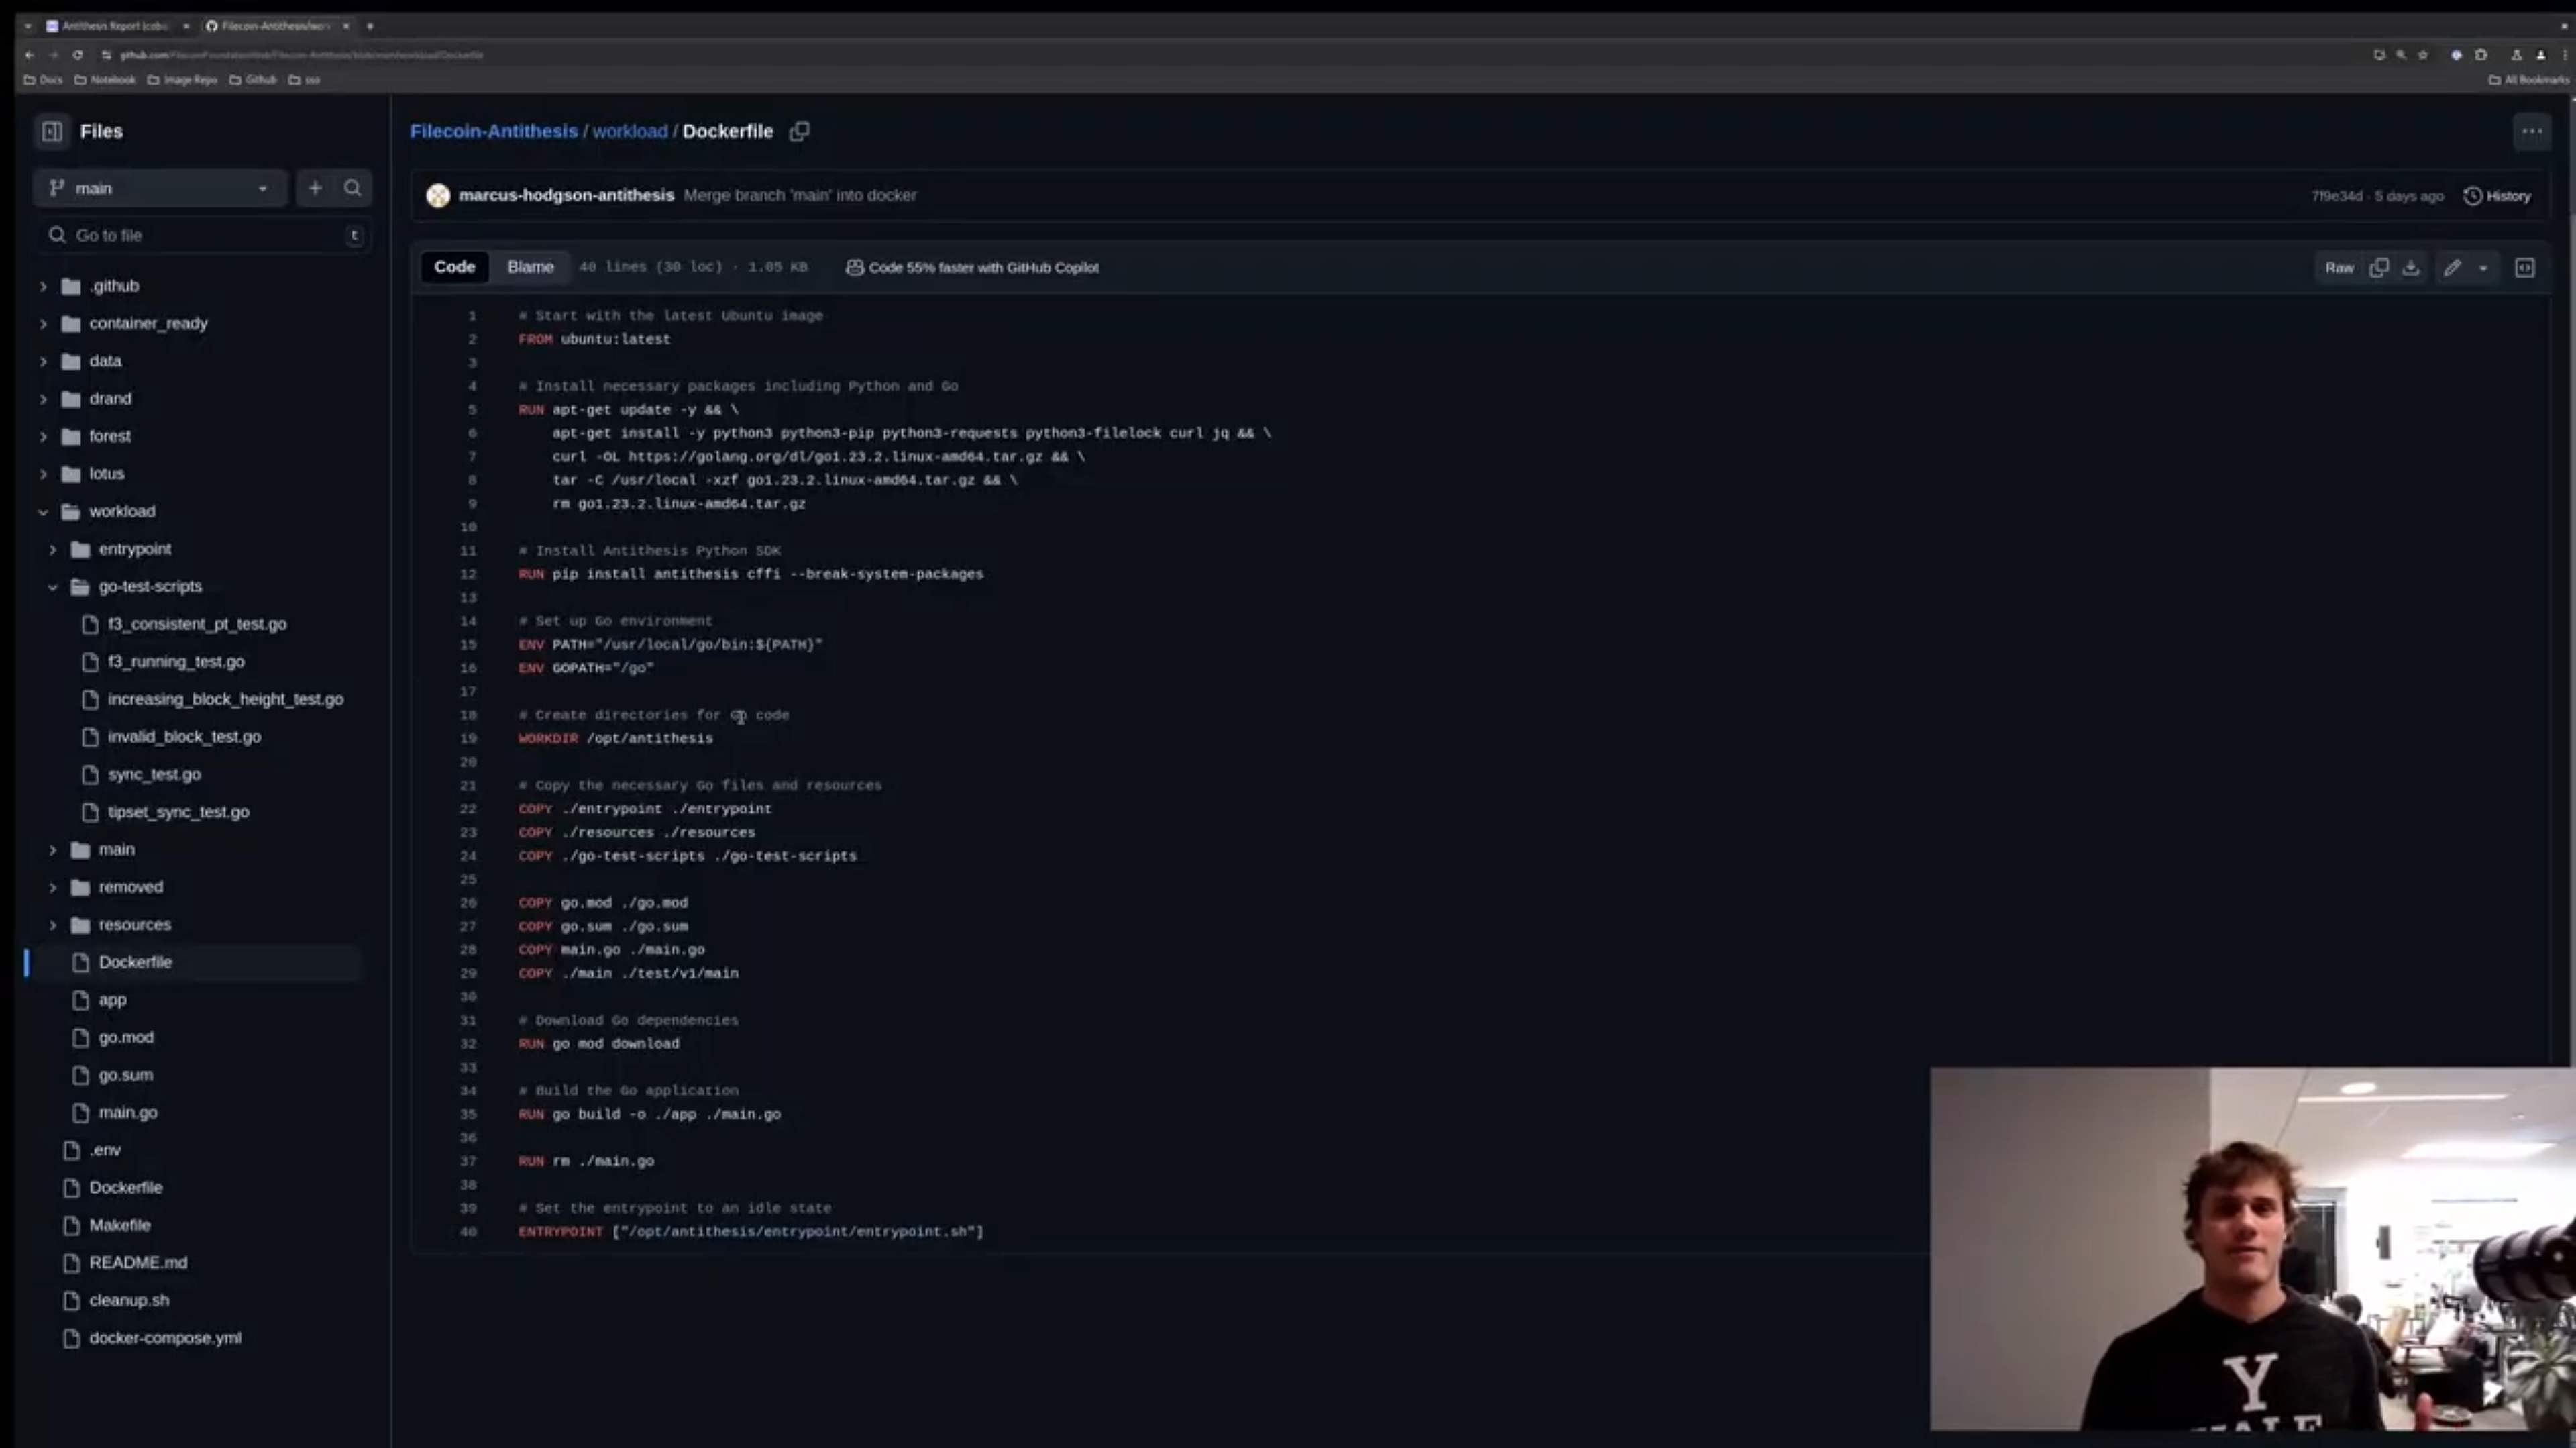 Antithesis Report (cob
Filecoin-Antithesis/wor
github.com/FilecoinFoundationWeb/Filecoin-Antithesis/blob/main/workload/Dockerfile
Docs
Notebook
Image Repo
Github
sso
All Bookmarks
Files
main
Go to file
t
.github
container_ready
data
drand
forest
lotus
workload
entrypoint
go-test-scripts
f3_consistent_pt_test.go
f3_running_test.go
increasing_block_height_test.go
invalid_block_test.go
sync_test.go
tipset_sync_test.go
main
removed
resources
Dockerfile
app
go.mod
go.sum
main.go
.env
Dockerfile
Makefile
README.md
cleanup.sh
docker-compose.yml
Filecoin-Antithesis / workload / Dockerfile
marcus-hodgson-antithesis Merge branch 'main' into docker
7f9e34d · 5 days ago
History
Code
Blame
40 lines (30 loc) · 1.05 KB
Code 55% faster with GitHub Copilot
Raw
1 # Start with the latest Ubuntu image
2 FROM ubuntu:latest
3
4 # Install necessary packages including Python and Go
5 RUN apt-get update -y && \
6 apt-get install -y python3 python3-pip python3-requests python3-filelock curl jq && \
7 curl -OL https://golang.org/dl/go1.23.2.linux-amd64.tar.gz && \
8 tar -C /usr/local -xzf go1.23.2.linux-amd64.tar.gz && \
9 rm go1.23.2.linux-amd64.tar.gz
10
11 # Install Antithesis Python SDK
12 RUN pip install antithesis cffi --break-system-packages
13
14 # Set up Go environment
15 ENV PATH="/usr/local/go/bin:${PATH}"
16 ENV GOPATH="/go"
17
18 # Create directories for Go code
19 WORKDIR /opt/antithesis
20
21 # Copy the necessary Go files and resources
22 COPY ./entrypoint ./entrypoint
23 COPY ./resources ./resources
24 COPY ./go-test-scripts ./go-test-scripts
25
26 COPY go.mod ./go.mod
27 COPY go.sum ./go.sum
28 COPY main.go ./main.go
29 COPY ./main ./test/v1/main
30
31 # Download Go dependencies
32 RUN go mod download
33
34 # Build the Go application
35 RUN go build -o ./app ./main.go
36
37 RUN rm ./main.go
38
39 # Set the entrypoint to an idle state
40 ENTRYPOINT ["/opt/antithesis/entrypoint/entrypoint.sh"]
Y
YALE